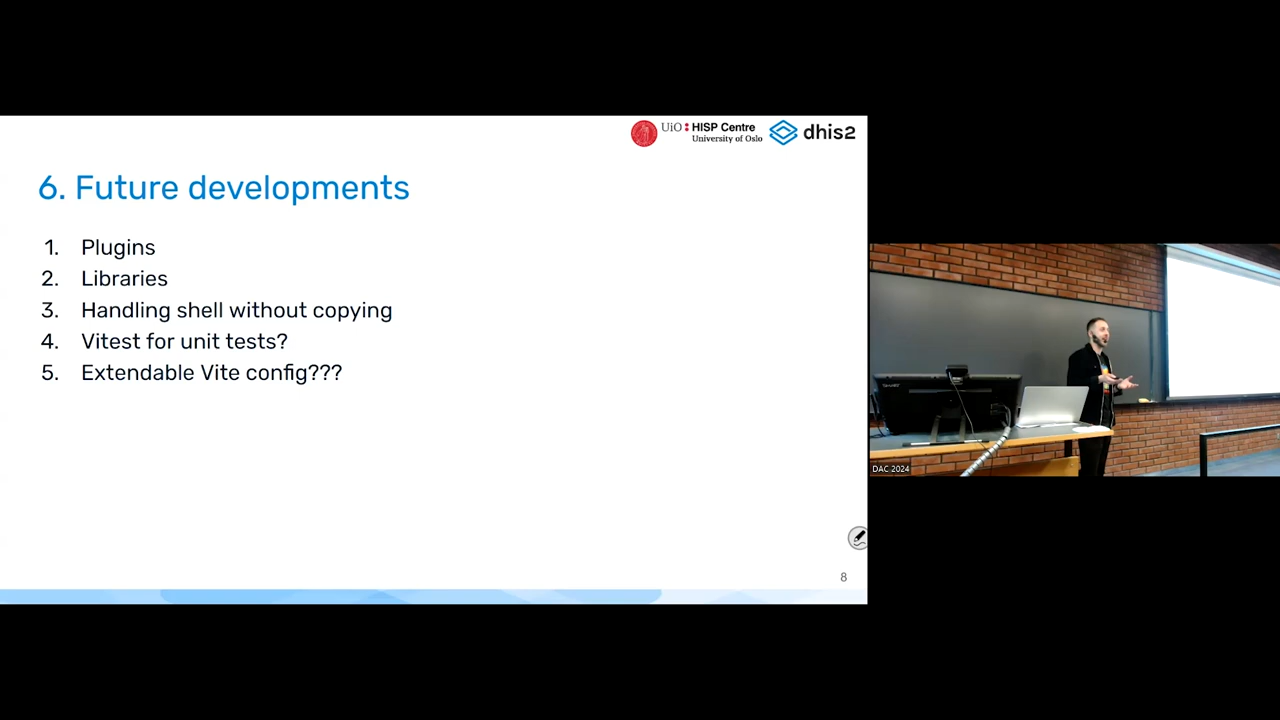 UiO HISP Centre
University of Oslo
dhis2
6. Future developments
1. Plugins
2. Libraries
3. Handling shell without copying
4. Vitest for unit tests?
5. Extendable Vite config???
8
DAC 2024